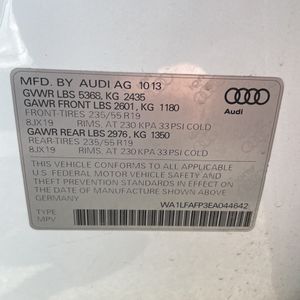 MFD. BY AUDI AG 1013
GVWR LBS 5368, KG 2435
GAWR FRONT LBS 2601, KG 1180
FRONT-TIRES 235/55 R19
8JX19 RIMS, AT 230 KPA 33 PSI COLD
GAWR REAR LBS 2976, KG 1350
REAR-TIRES 235/55 R19
8JX19 RIMS, AT 230 KPA 33 PSI COLD
Audi
THIS VEHICLE CONFORMS TO ALL APPLICABLE
U.S. FEDERAL MOTOR VEHICLE SAFETY AND
THEFT PREVENTION STANDARDS IN EFFECT ON
THE DATE OF MANUFACTURE SHOWN ABOVE
MADE IN GERMANY
TYPE: WA1LFAFP3EA044642
MPV